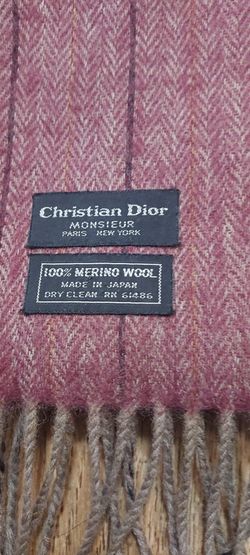 Christian Dior
MONSIEUR
PARIS NEW YORK
100% MERINO WOOL
MADE IN JAPAN
DRY CLEAN RN 61486